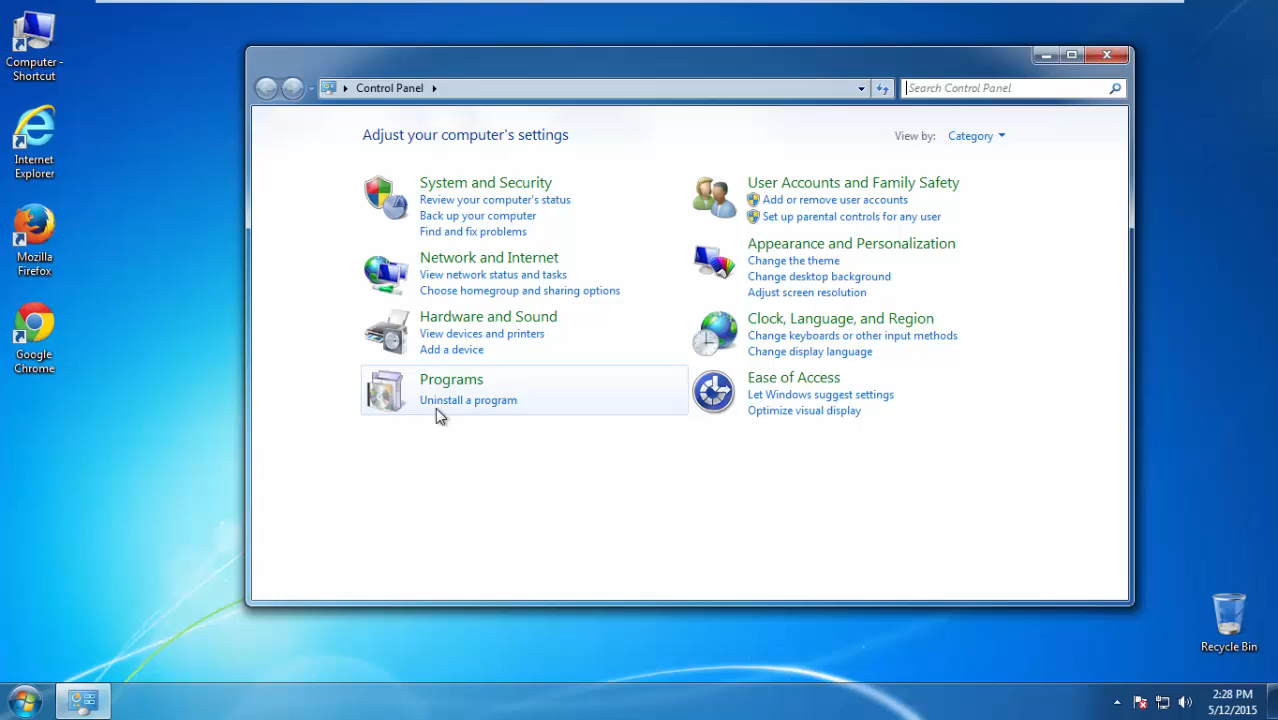 Computer -
Shortcut
Internet
Explorer
Mozilla
Firefox
Google
Chrome
Control Panel
Search Control Panel
Adjust your computer's settings
View by: Category
System and Security
Review your computer's status
Back up your computer
Find and fix problems
Network and Internet
View network status and tasks
Choose homegroup and sharing options
Hardware and Sound
View devices and printers
Add a device
Programs
Uninstall a program
User Accounts and Family Safety
Add or remove user accounts
Set up parental controls for any user
Appearance and Personalization
Change the theme
Change desktop background
Adjust screen resolution
Clock, Language, and Region
Change keyboards or other input methods
Change display language
Ease of Access
Let Windows suggest settings
Optimize visual display
Recycle Bin
2:28 PM
5/12/2015